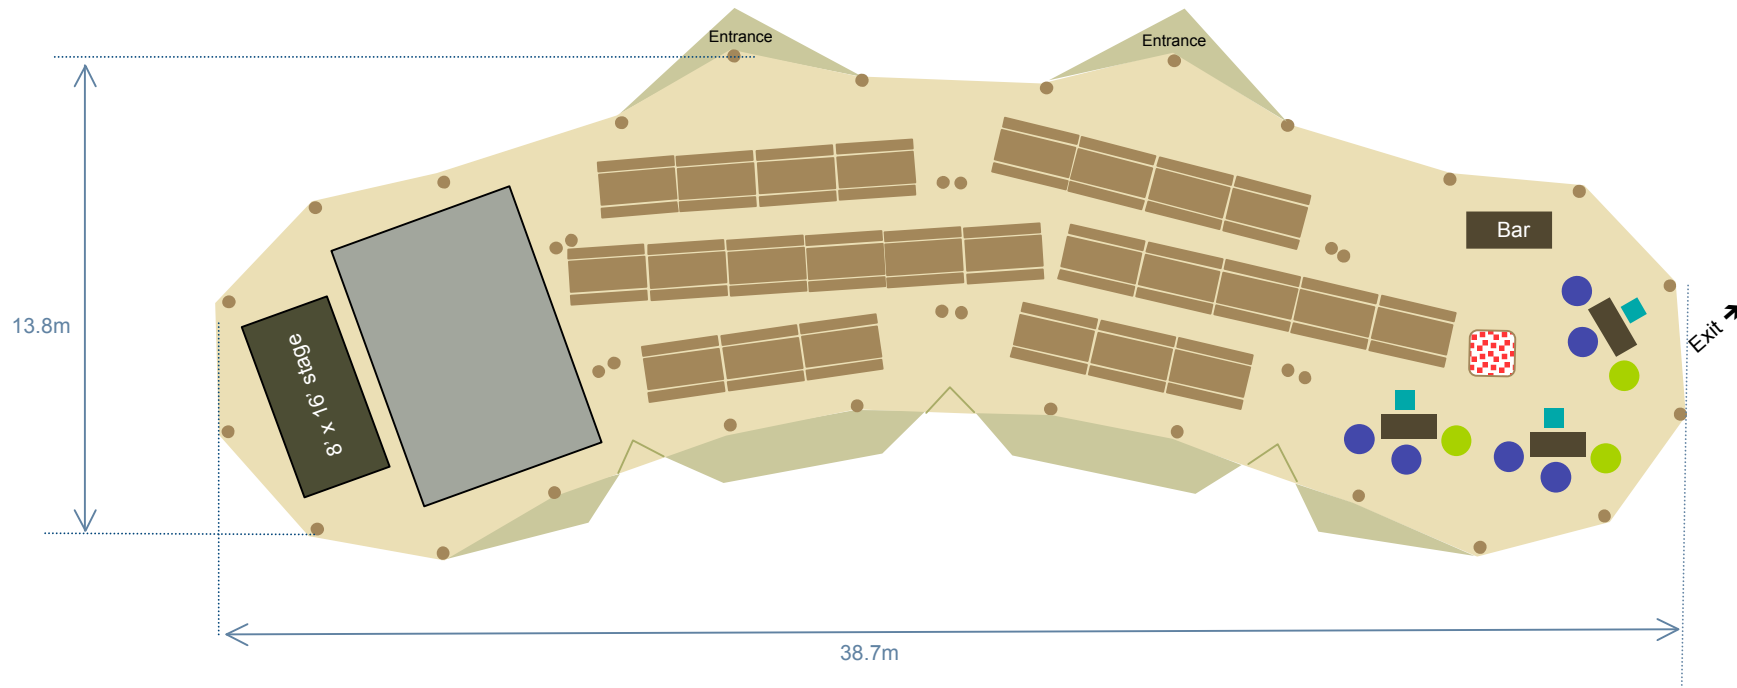 Entrance
Entrance
Bar
13.8m
8' x 16' stage
Exit ➔
38.7m